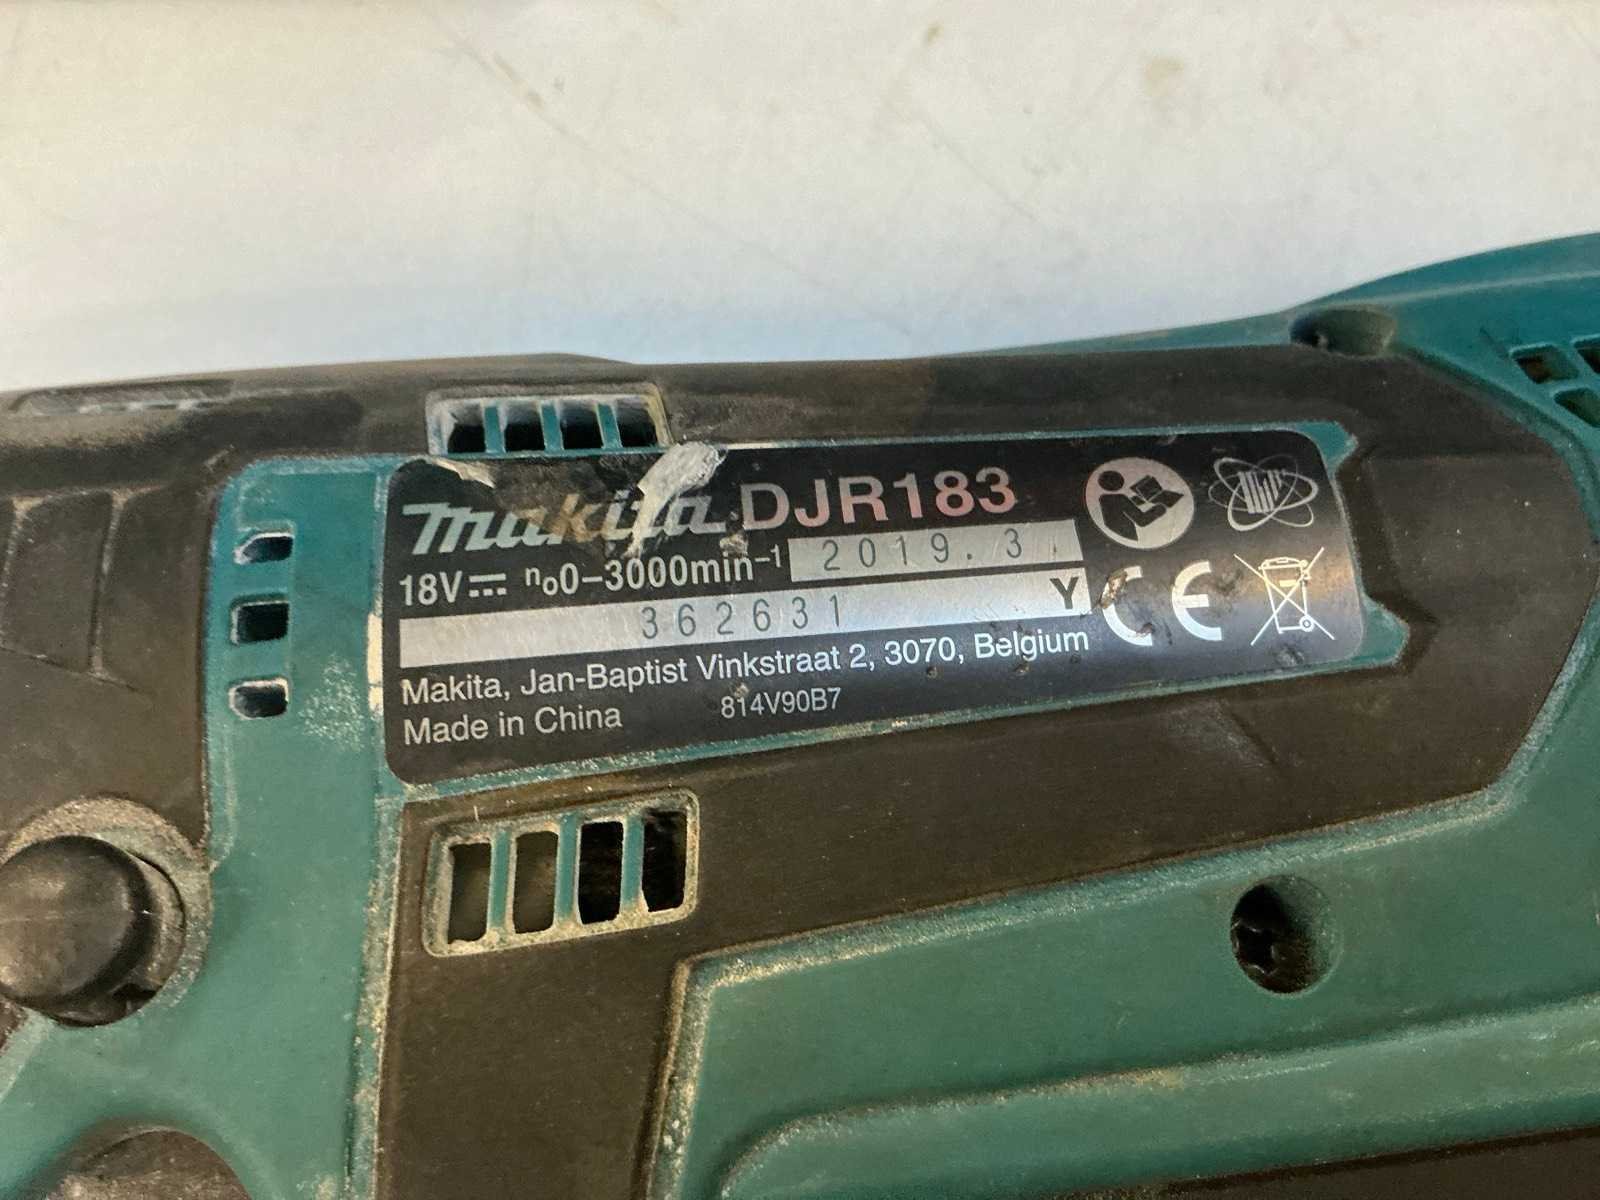 makita DJR183
18V⎓ n₀0–3000min⁻¹ 2019.3.
362631 Y
Makita, Jan-Baptist Vinkstraat 2, 3070, Belgium
Made in China 814V90B7
CE